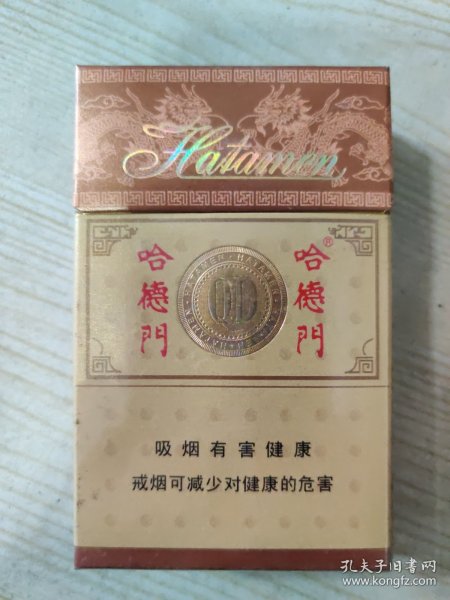 Hatamen
哈德門
哈德門®
HATAMEN · HATAMEN
吸烟有害健康
戒烟可减少对健康的危害
孔夫子旧书网
www.kongfz.com